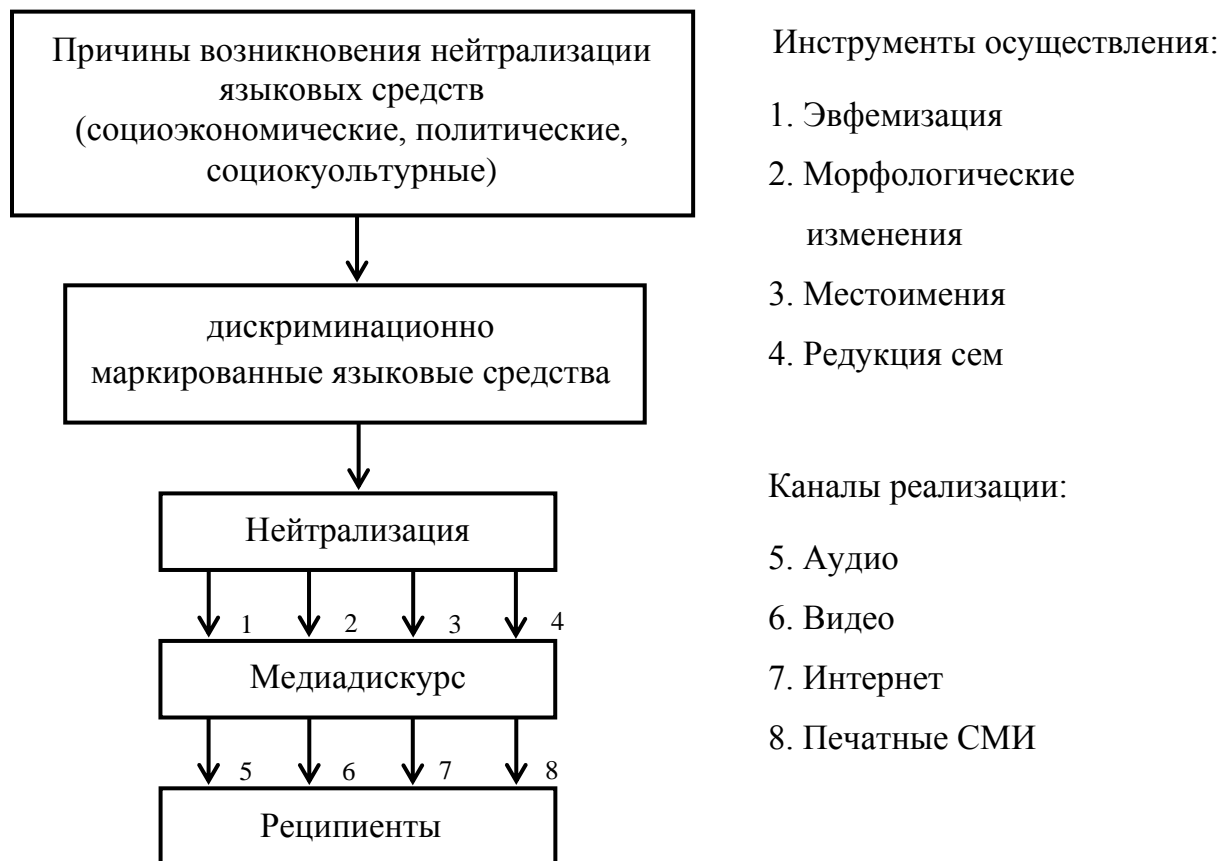 Причины возникновения нейтрализации
языковых средств
(социоэкономические, политические,
социокуольтурные)
дискриминационно
маркированные языковые средства
Нейтрализация
1 2 3 4
Медиадискурс
5 6 7 8
Реципиенты
Инструменты осуществления:
1. Эвфемизация
2. Морфологические
изменения
3. Местоимения
4. Редукция сем
Каналы реализации:
5. Аудио
6. Видео
7. Интернет
8. Печатные СМИ